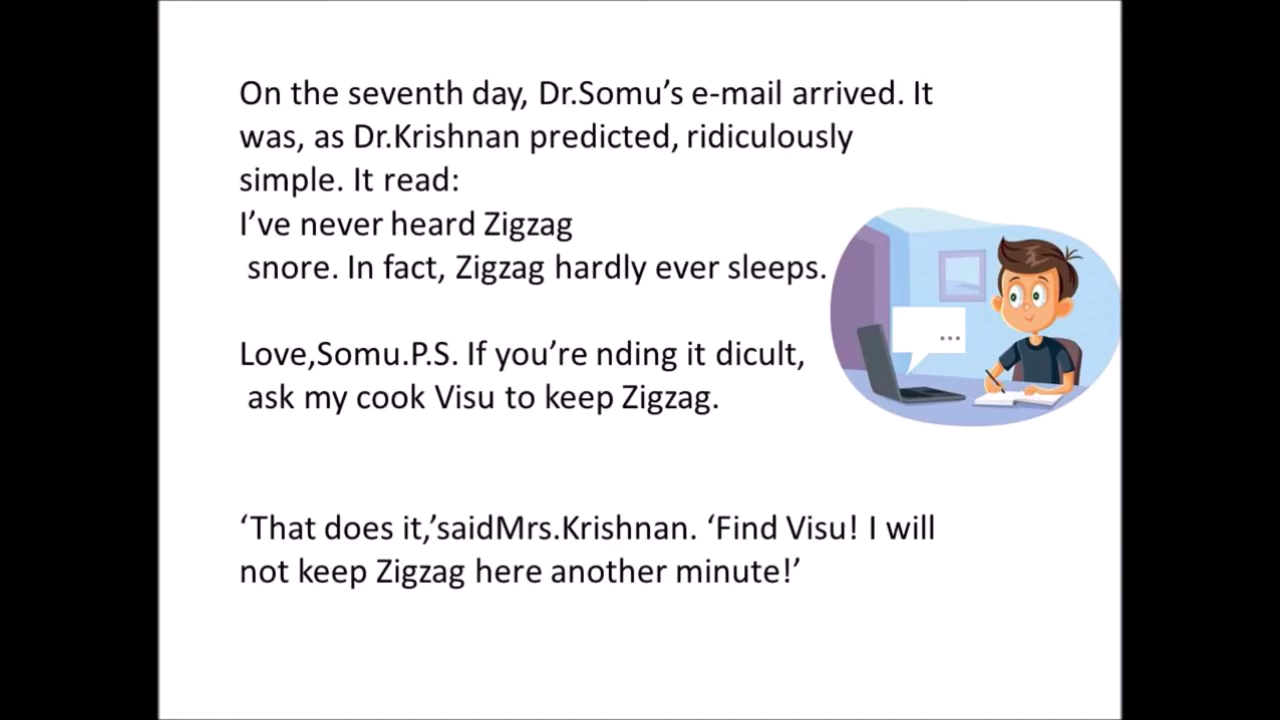 On the seventh day, Dr.Somu’s e-mail arrived. It
was, as Dr.Krishnan predicted, ridiculously
simple. It read:
I’ve never heard Zigzag
snore. In fact, Zigzag hardly ever sleeps.
Love,Somu.P.S. If you’re nding it dicult,
ask my cook Visu to keep Zigzag.
‘That does it,’saidMrs.Krishnan. ‘Find Visu! I will
not keep Zigzag here another minute!’